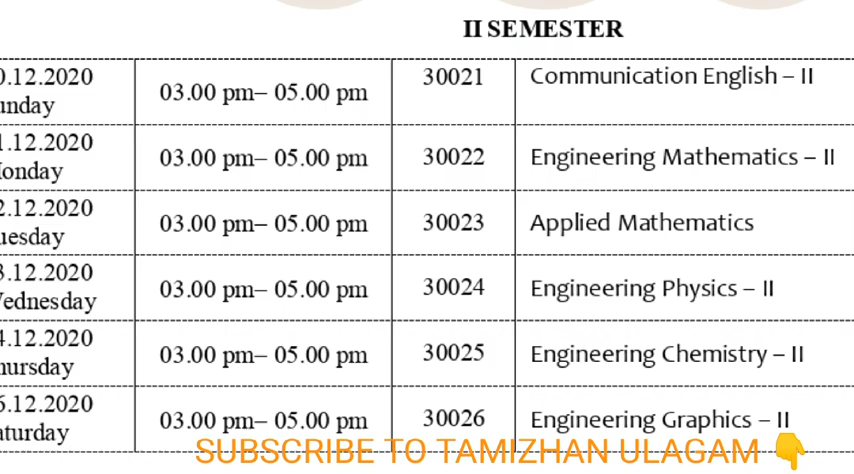 II SEMESTER
0.12.2020
unday
03.00 pm– 05.00 pm
30021
Communication English – II
1.12.2020
onday
03.00 pm– 05.00 pm
30022
Engineering Mathematics – II
2.12.2020
uesday
03.00 pm– 05.00 pm
30023
Applied Mathematics
3.12.2020
ednesday
03.00 pm– 05.00 pm
30024
Engineering Physics – II
4.12.2020
hursday
03.00 pm– 05.00 pm
30025
Engineering Chemistry – II
6.12.2020
aturday
03.00 pm– 05.00 pm
30026
Engineering Graphics – II
SUBSCRIBE TO TAMIZHAN ULAGAM 👇